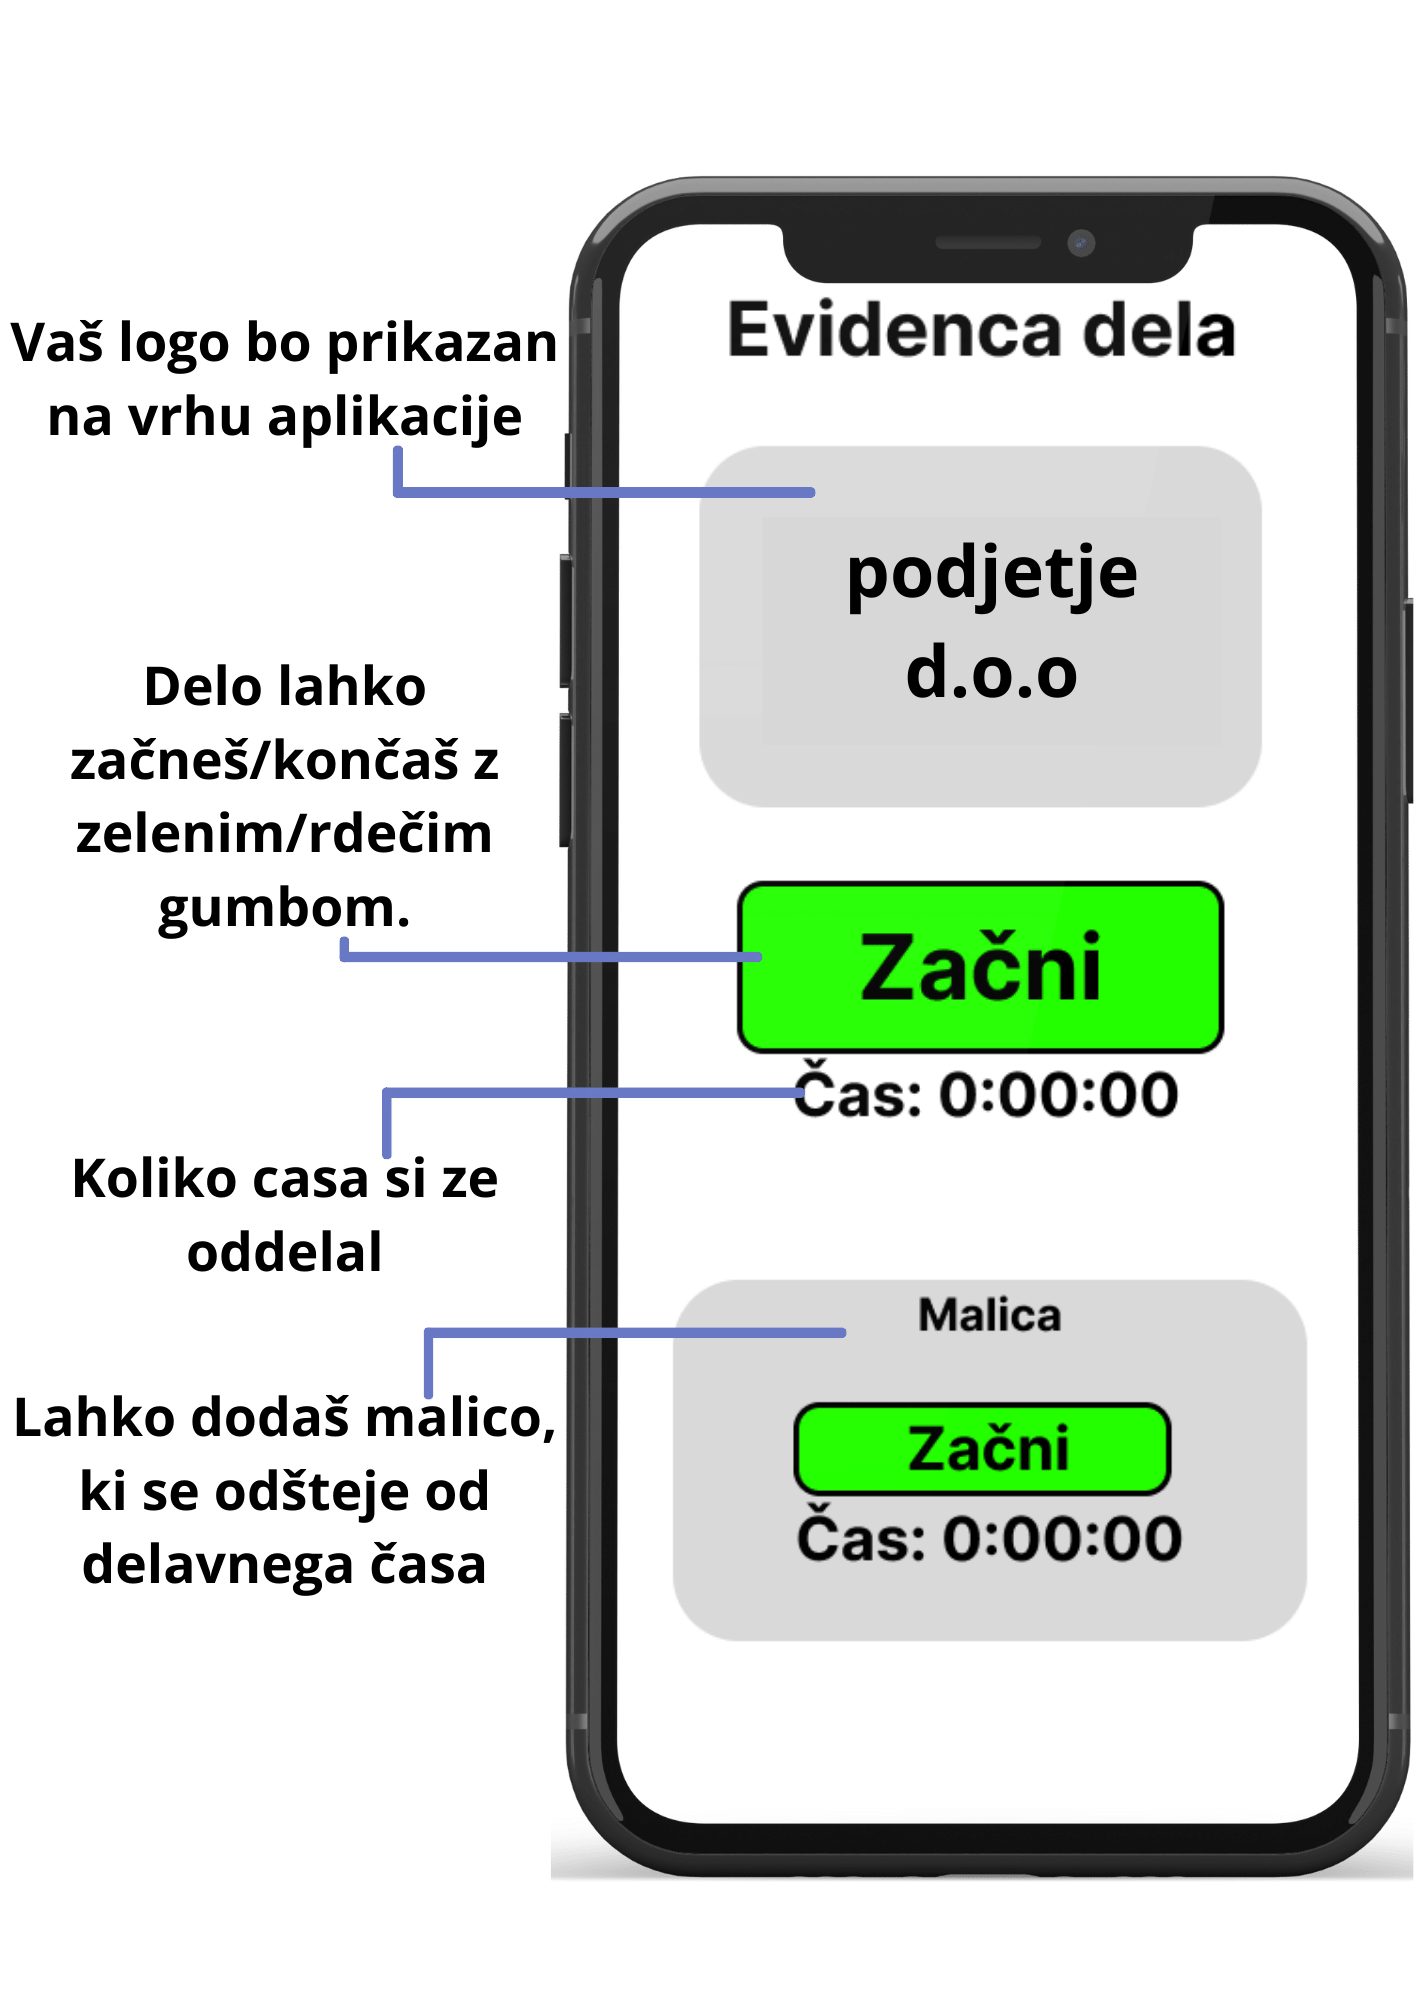 Evidenca dela
Vaš logo bo prikazan
na vrhu aplikacije
podjetje
d.o.o
Delo lahko
začneš/končaš z
zelenim/rdečim
gumbom.
Začni
Čas: 0:00:00
Koliko casa si ze
oddelal
Malica
Lahko dodaš malico,
ki se odšteje od
delavnega časa
Začni
Čas: 0:00:00